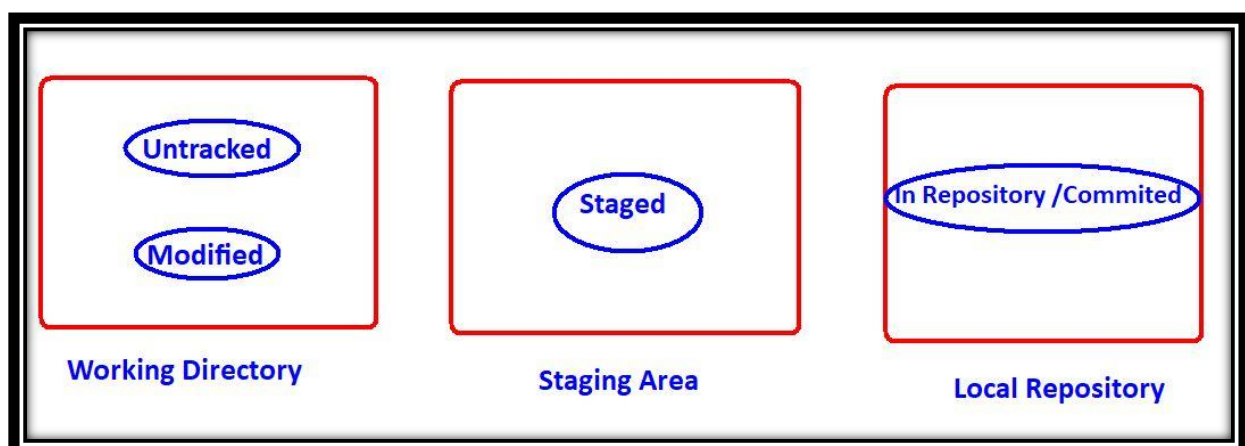 Untracked
Modified
Working Directory
Staged
Staging Area
In Repository /Commited
Local Repository